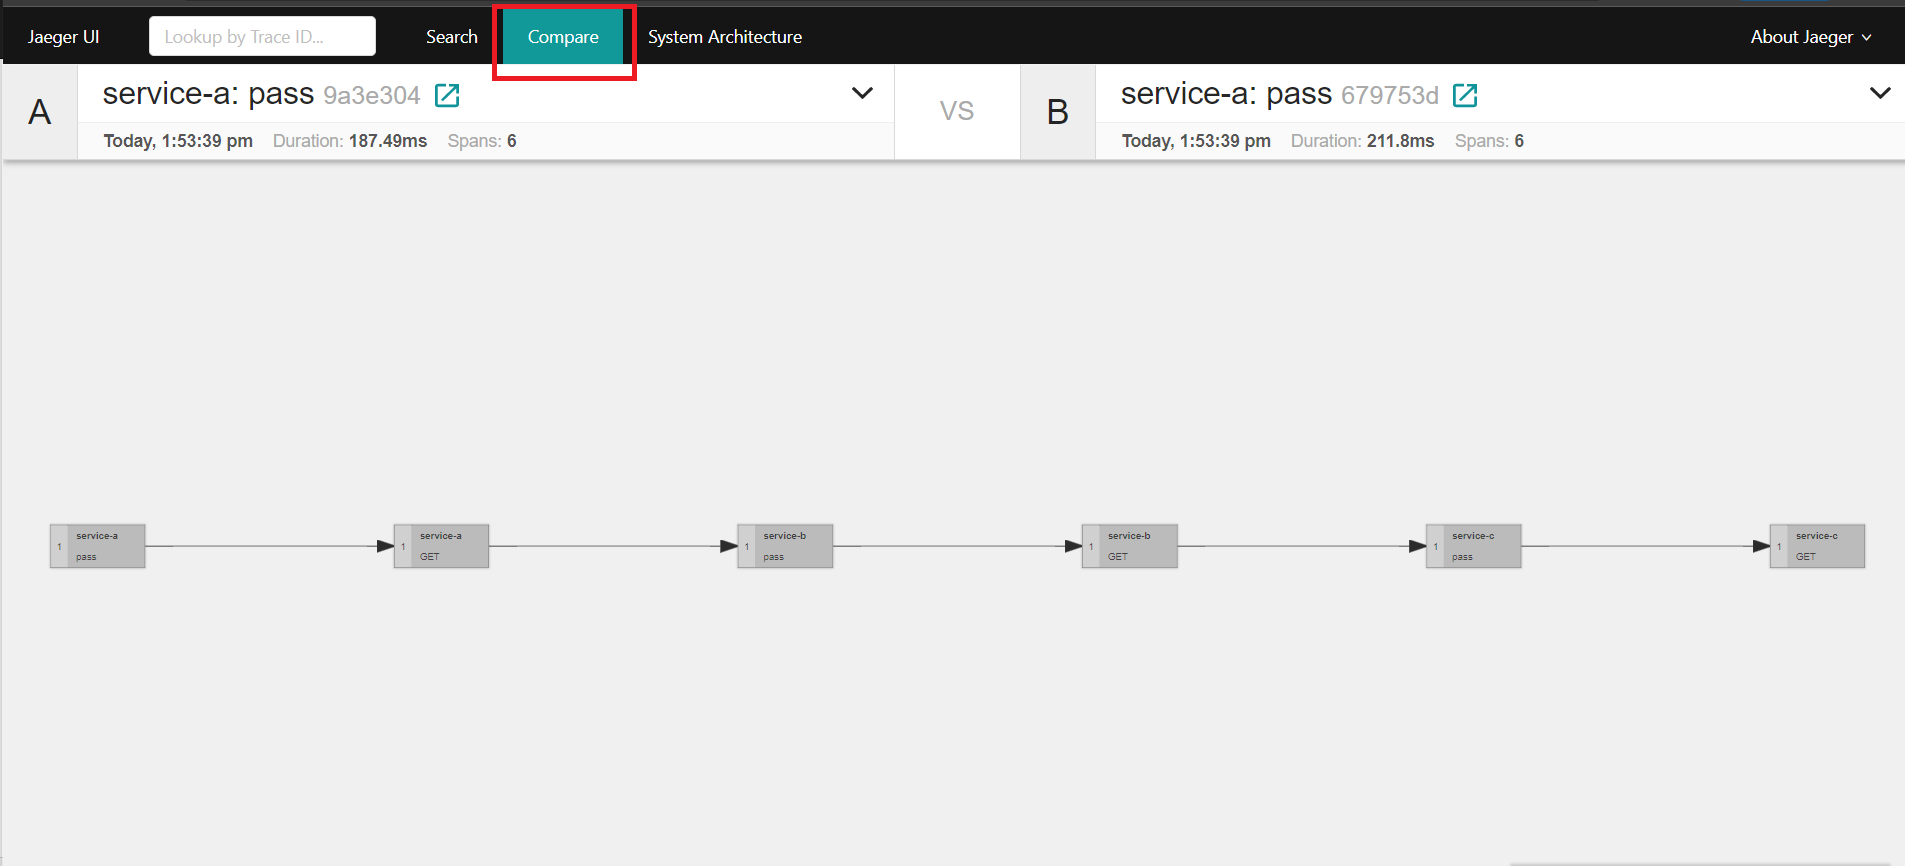 Jaeger UI Lookup by Trace ID... Search Compare System Architecture About Jaeger
A service-a: pass 9a3e304 VS B service-a: pass 679753d
Today, 1:53:39 pm Duration: 187.49ms Spans: 6 Today, 1:53:39 pm Duration: 211.8ms Spans: 6
1 service-a
pass
1 service-a
GET
1 service-b
pass
1 service-b
GET
1 service-c
pass
1 service-c
GET